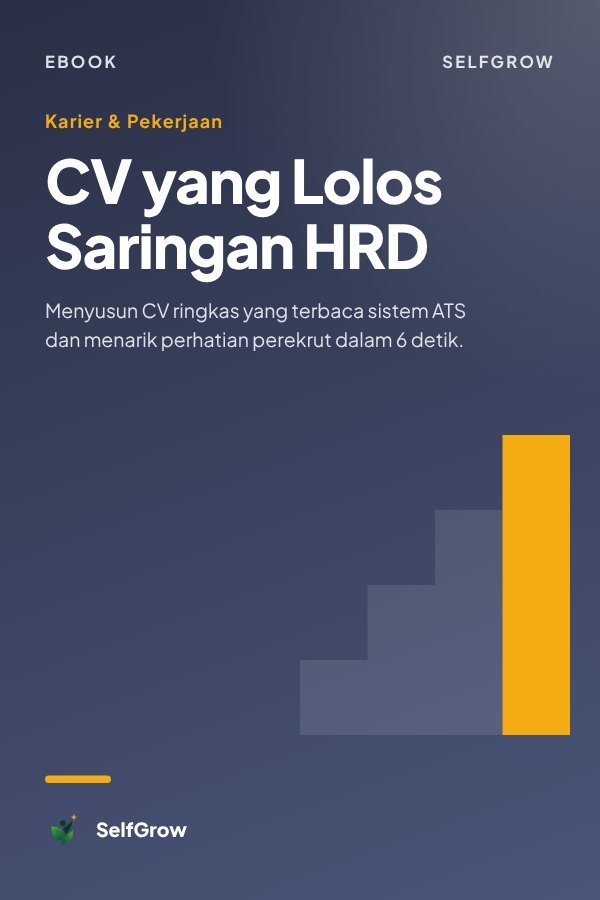 EBOOK
SELFGROW
Karier & Pekerjaan
CV yang Lolos
Saringan HRD
Menyusun CV ringkas yang terbaca sistem ATS
dan menarik perhatian perekrut dalam 6 detik.
SelfGrow